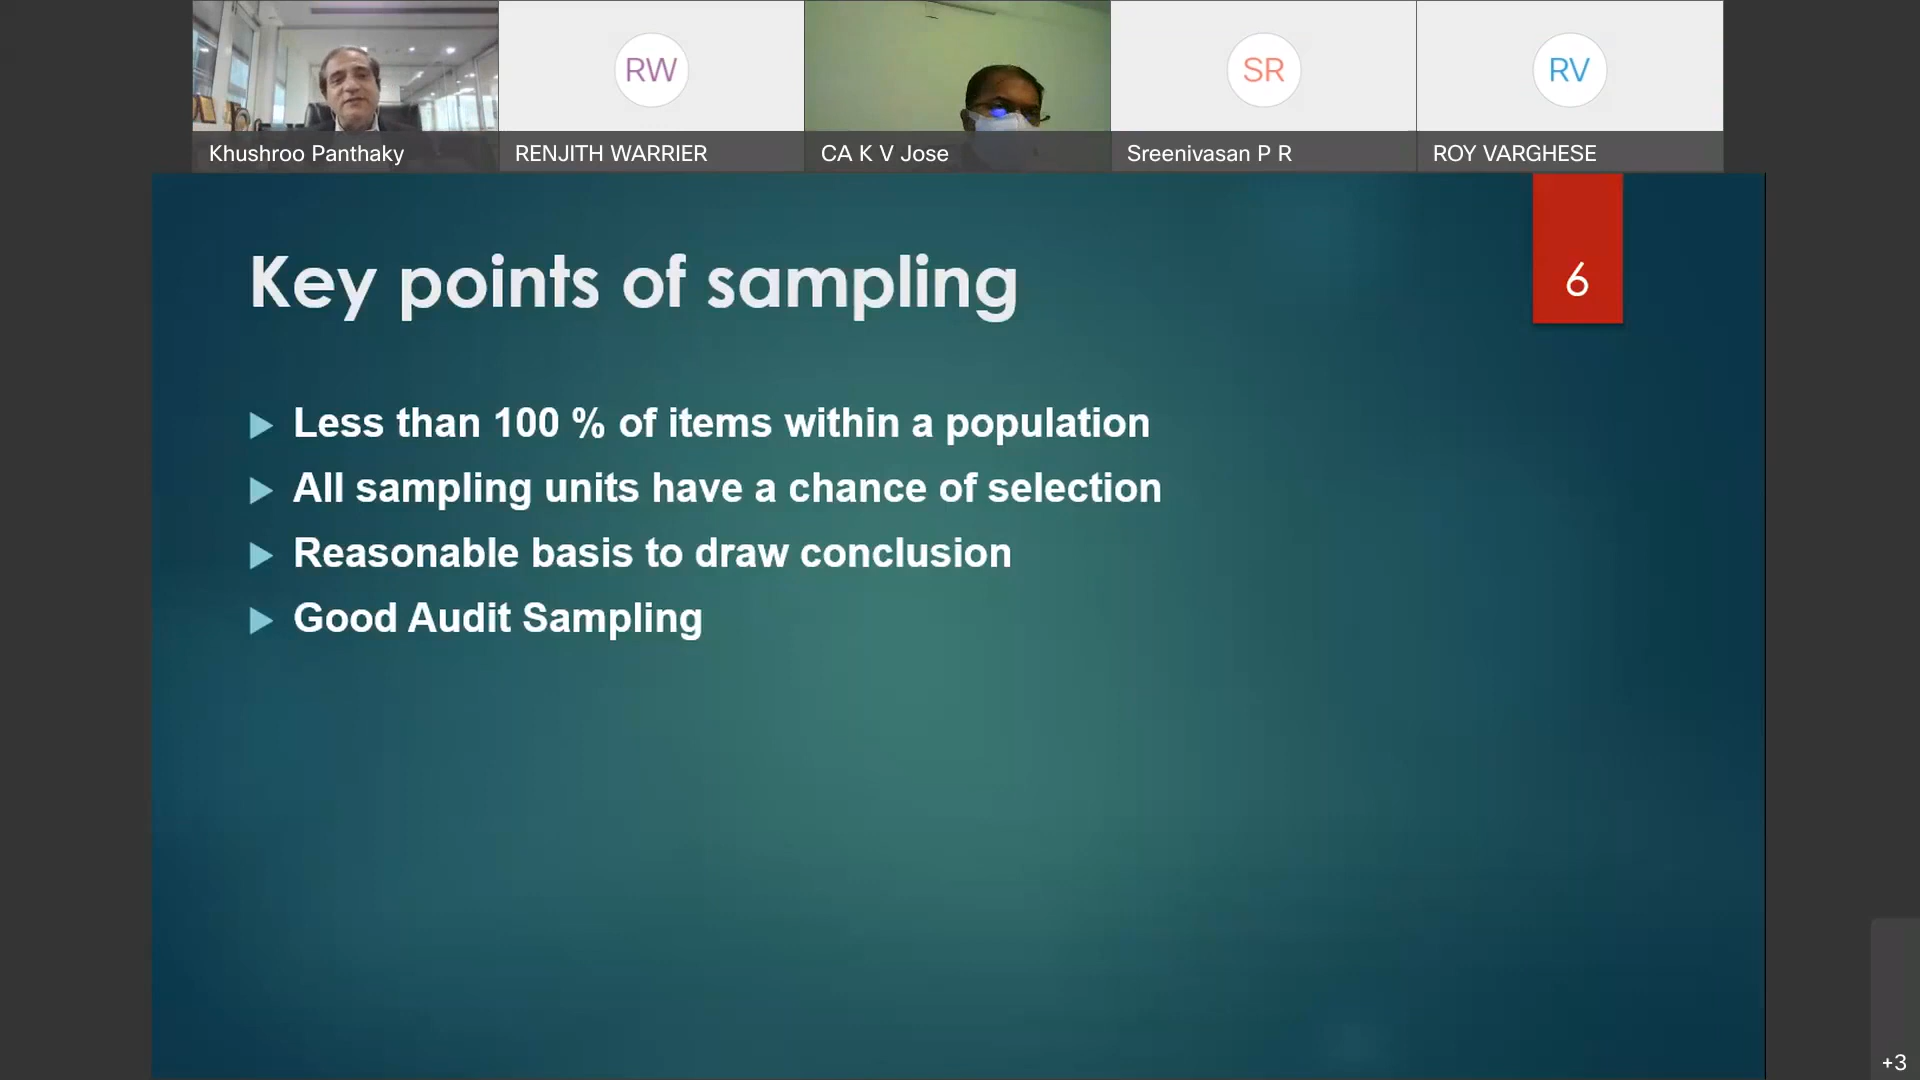 RW
SR
RV
Khushroo Panthaky
RENJITH WARRIER
CA K V Jose
Sreenivasan P R
ROY VARGHESE
6
Key points of sampling
Less than 100 % of items within a population
All sampling units have a chance of selection
Reasonable basis to draw conclusion
Good Audit Sampling
+3